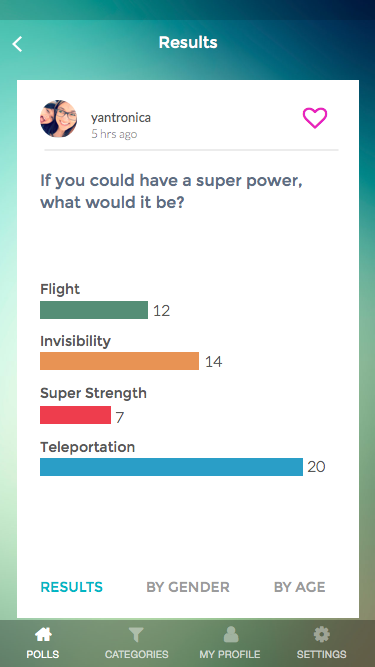 Results
yantronica
5 hrs ago
If you could have a super power,
what would it be?
Flight
12
Invisibility
14
Super Strength
7
Teleportation
20
RESULTS BY GENDER BY AGE
POLLS CATEGORIES MY PROFILE SETTINGS